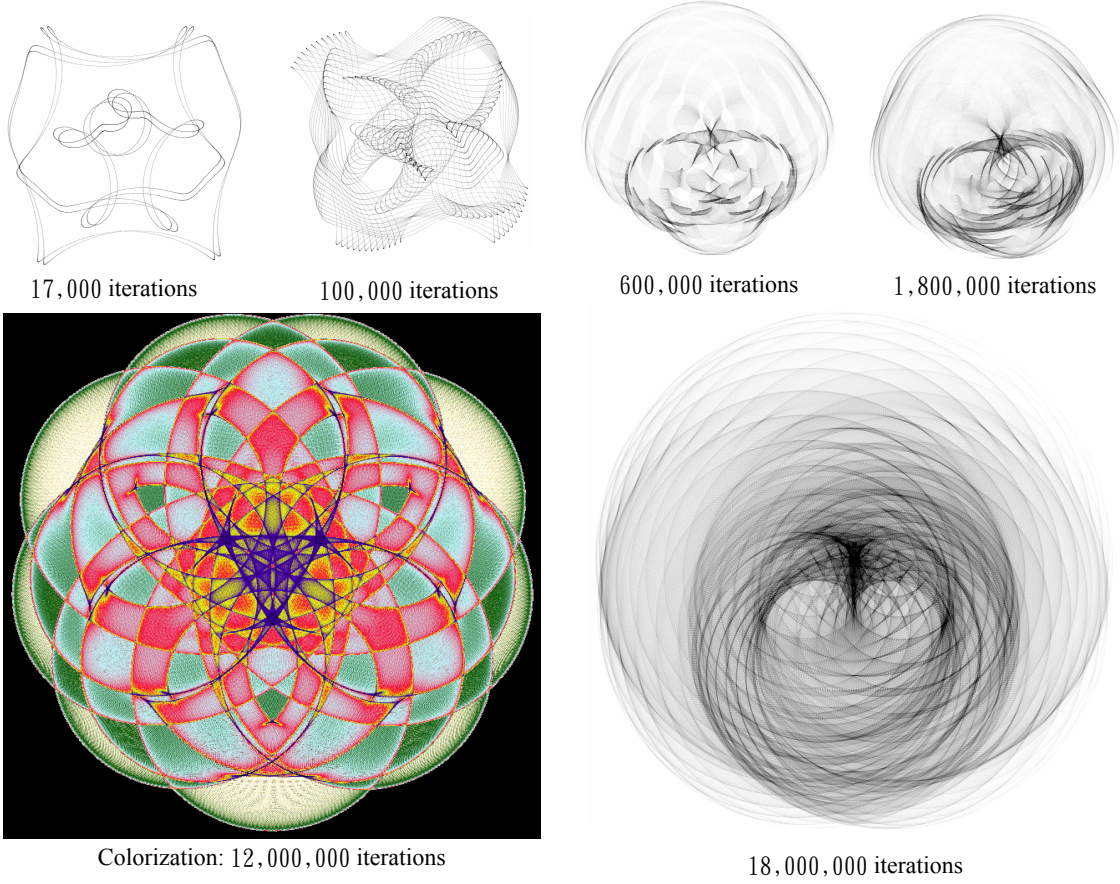 17,000 iterations
100,000 iterations
600,000 iterations
1,800,000 iterations
Colorization: 12,000,000 iterations
18,000,000 iterations